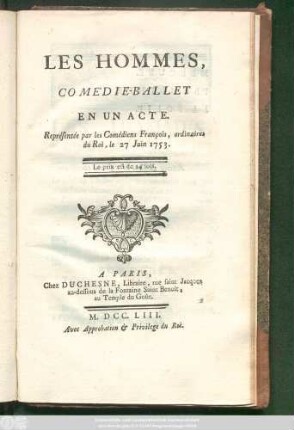 LES HOMMES,
COMEDIE-BALLET
EN UN ACTE.
Représentée par les Comédiens François, ordinaires
du Roi, le 27 Juin 1753.
Le prix est de 24 sols.
A PARIS,
Chez DUCHESNE, Libraire, rue saint Jacques,
au-dessous de la Fontaine Saint Benoît,
au Temple du Goût.
M. DCC. LIII.
Avec Approbation & Privilege du Roi.